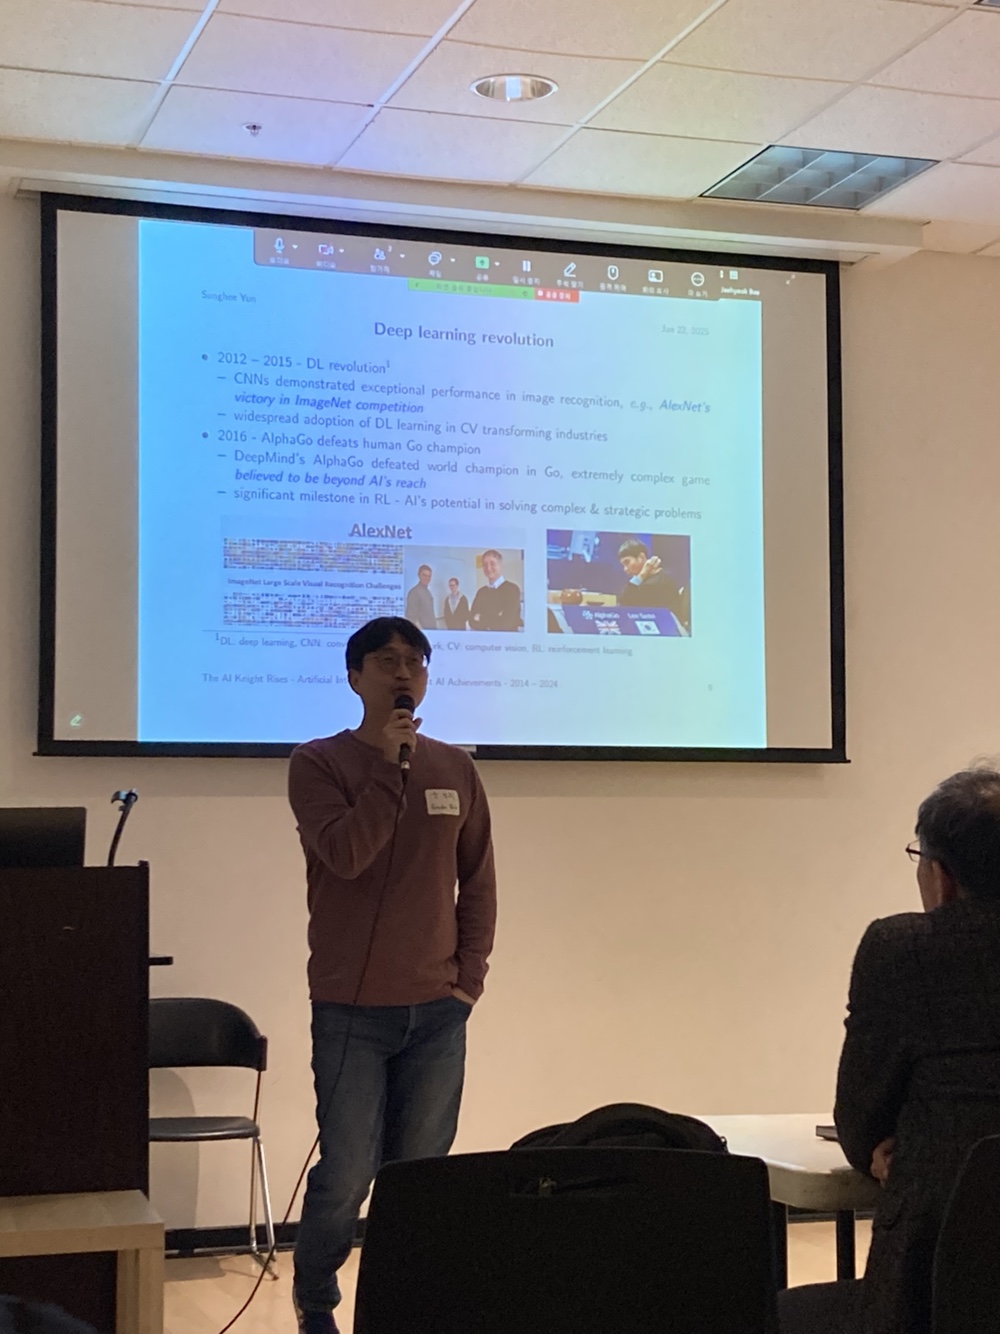 Sunghee Yun
Jan 22, 2025
Deep learning revolution
• 2012 – 2015 - DL revolution¹
– CNNs demonstrated exceptional performance in image recognition, e.g., AlexNet's
victory in ImageNet competition
– widespread adoption of DL learning in CV transforming industries
• 2016 - AlphaGo defeats human Go champion
– DeepMind's AlphaGo defeated world champion in Go, extremely complex game
believed to be beyond AI's reach
– significant milestone in RL - AI's potential in solving complex & strategic problems
AlexNet
ImageNet Large Scale Visual Recognition Challenges
AlphaGo
¹DL: deep learning, CNN: CV: computer vision, RL: reinforcement learning
The AI Knight Rises - Artificial AI Achievements - 2014 – 2024